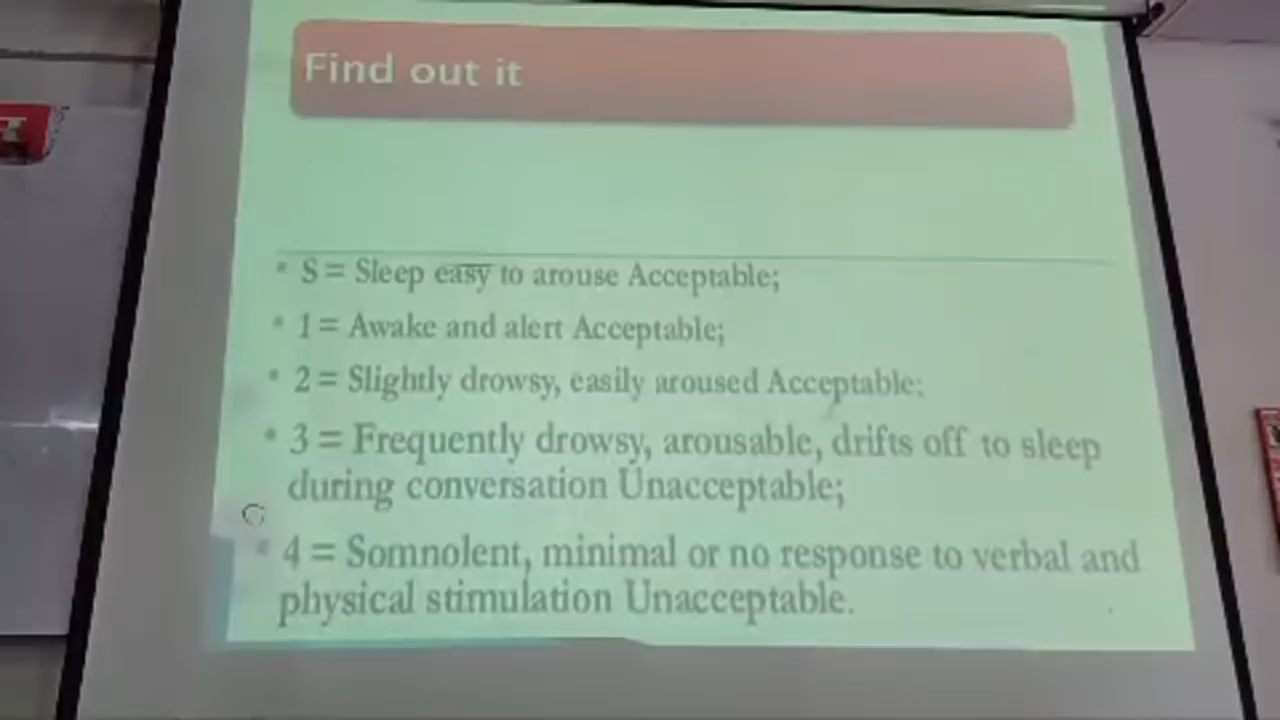 Find out it
• S = Sleep easy to arouse Acceptable;
• 1 = Awake and alert Acceptable;
• 2 = Slightly drowsy, easily aroused Acceptable;
• 3 = Frequently drowsy, arousable, drifts off to sleep
during conversation Unacceptable;
• 4 = Somnolent, minimal or no response to verbal and
physical stimulation Unacceptable.